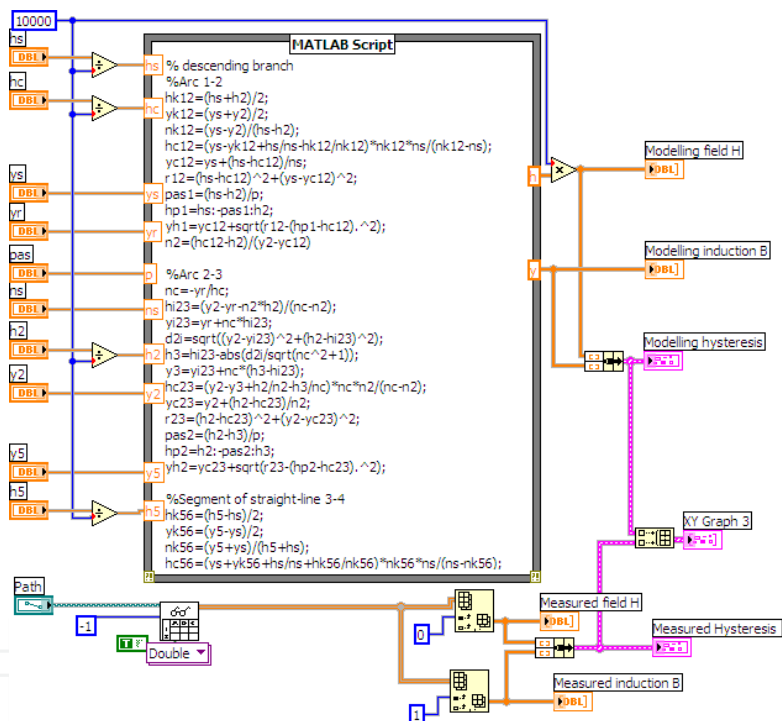 10000
MATLAB Script
hs
DBL
hs
% descending branch
%Arc 1-2
hc
DBL
hc
hk12=(hs+h2)/2;
yk12=(ys+y2)/2;
nk12=(ys-y2)/(hs-h2);
hc12=(ys-yk12+hs/ns-hk12/nk12)*nk12*ns/(nk12-ns);
yc12=ys+(hs-hc12)/ns;
r12=(hs-hc12)^2+(ys-yc12)^2;
ys
DBL
ys
pas1=(hs-h2)/p;
hp1=hs:-pas1:h2;
yr
DBL
yr
yh1=yc12+sqrt(r12-(hp1-hc12).^2);
n2=(hc12-h2)/(y2-yc12)
pas
DBL
p
%Arc 2-3
nc=-yr/hc;
ns
DBL
ns
hi23=(y2-yr-n2*h2)/(nc-n2);
yi23=yr+nc*hi23;
d2i=sqrt((y2-yi23)^2+(h2-hi23)^2);
h2
DBL
h2
h3=hi23-abs(d2i/sqrt(nc^2+1));
y3=yi23+nc*(h3-hi23);
y2
DBL
y2
hc23=(y2-y3+h2/n2-h3/nc)*nc*n2/(nc-n2);
yc23=y2+(h2-hc23)/n2;
r23=(h2-hc23)^2+(y2-yc23)^2;
pas2=(h2-h3)/p;
hp2=h2:-pas2:h3;
y5
DBL
y5
yh2=yc23+sqrt(r23-(hp2-hc23).^2);
h5
DBL
h5
%Segment of straight-line 3-4
hk56=(h5-hs)/2;
yk56=(y5-ys)/2;
nk56=(y5+ys)/(h5+hs);
hc56=(ys+yk56+hs/ns+hk56/nk56)*nk56*ns/(ns-nk56);
h
y
Modelling field H
DBL
Modelling induction B
DBL
Modelling hysteresis
XY Graph 3
Path
-1
T
Double
0
1
Measured field H
DBL
Measured Hysteresis
Measured induction B
DBL